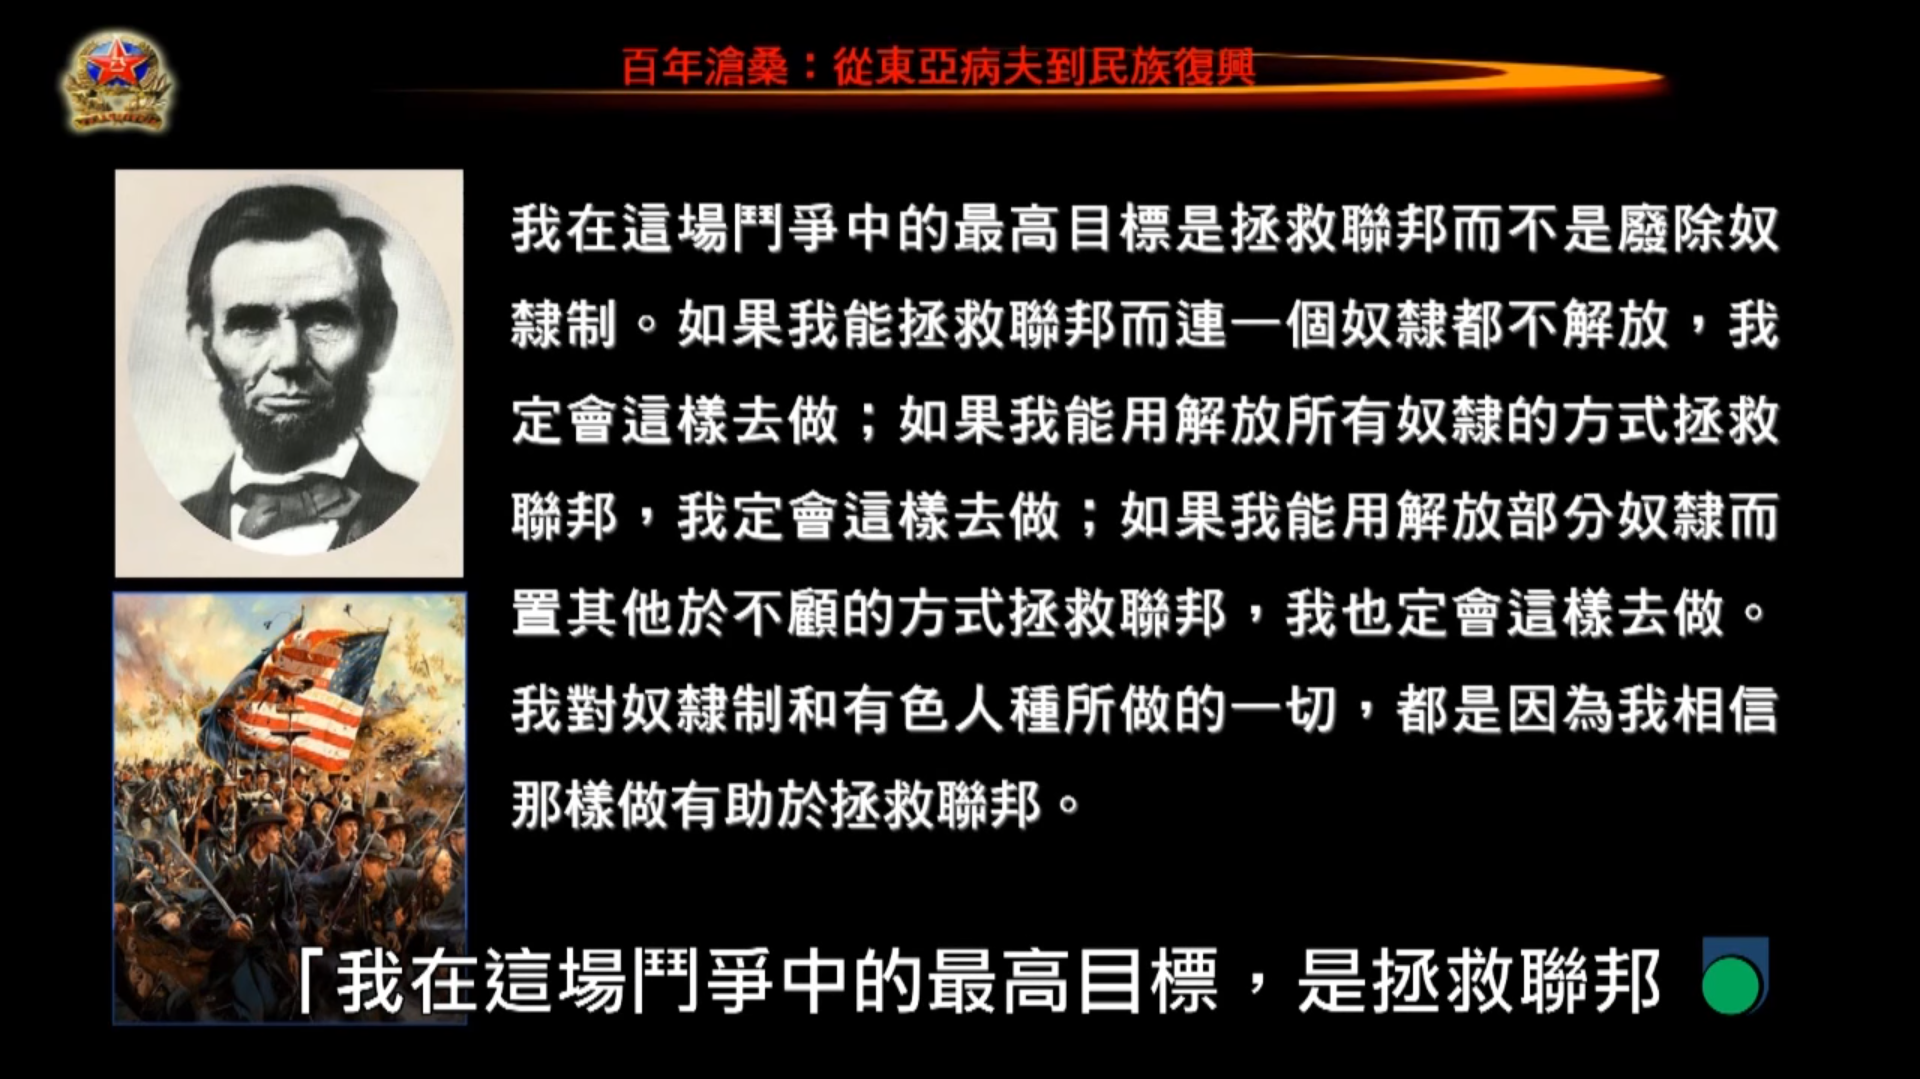 百年滄桑：從東亞病夫到民族復興
我在這場鬥爭中的最高目標是拯救聯邦而不是廢除奴
隸制。如果我能拯救聯邦而連一個奴隸都不解放，我
定會這樣去做；如果我能用解放所有奴隸的方式拯救
聯邦，我定會這樣去做；如果我能用解放部分奴隸而
置其他於不顧的方式拯救聯邦，我也定會這樣去做。
我對奴隸制和有色人種所做的一切，都是因為我相信
那樣做有助於拯救聯邦。
「我在這場鬥爭中的最高目標，是拯救聯邦